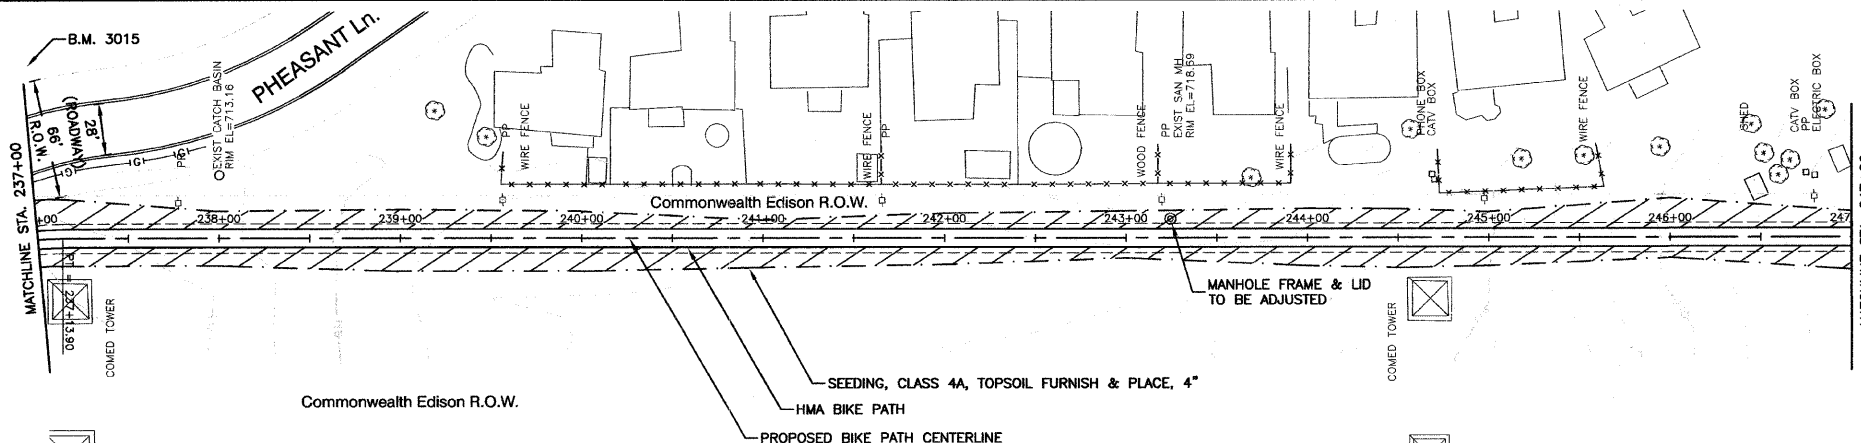 B.M. 3015
PHEASANT Ln.
28'
(ROADWAY)
66'
R.O.W.
MATCHLINE STA. 237+00
G
G
G
PP
EXIST CATCH BASIN
RIM EL=713.16
PP
WIRE FENCE
WIRE FENCE
PP
WOOD FENCE
PP
EXIST SAN MH
RIM EL=718.59
WIRE FENCE
PHONE BOX
CATV BOX
WIRE FENCE
SHED
CATV BOX
PP
ELECTRIC BOX
Commonwealth Edison R.O.W.
+00
238+00
239+00
240+00
241+00
242+00
243+00
244+00
245+00
246+00
247
PI = 237+13.90
COMED TOWER
MANHOLE FRAME & LID
TO BE ADJUSTED
COMED TOWER
SEEDING, CLASS 4A, TOPSOIL FURNISH & PLACE, 4"
Commonwealth Edison R.O.W.
HMA BIKE PATH
PROPOSED BIKE PATH CENTERLINE